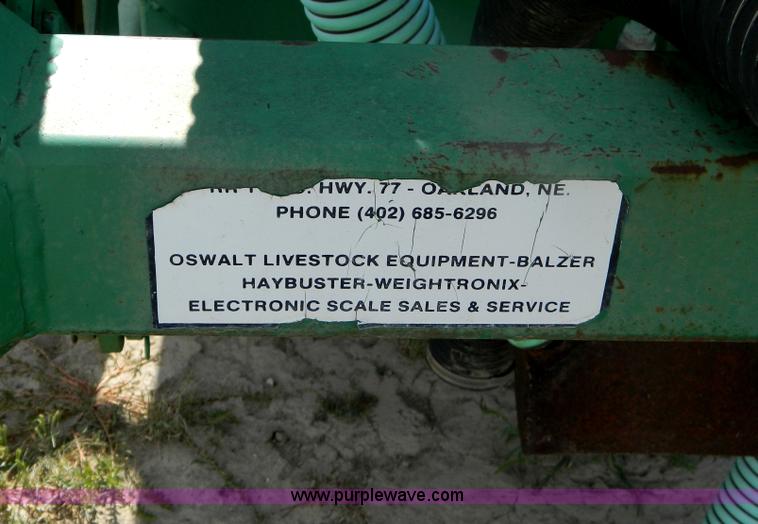 HWY. 77 - OAKLAND, NE.
PHONE (402) 685-6296
OSWALT LIVESTOCK EQUIPMENT-BALZER
HAYBUSTER-WEIGHTRONIX-
ELECTRONIC SCALE SALES & SERVICE
www.purplewave.com